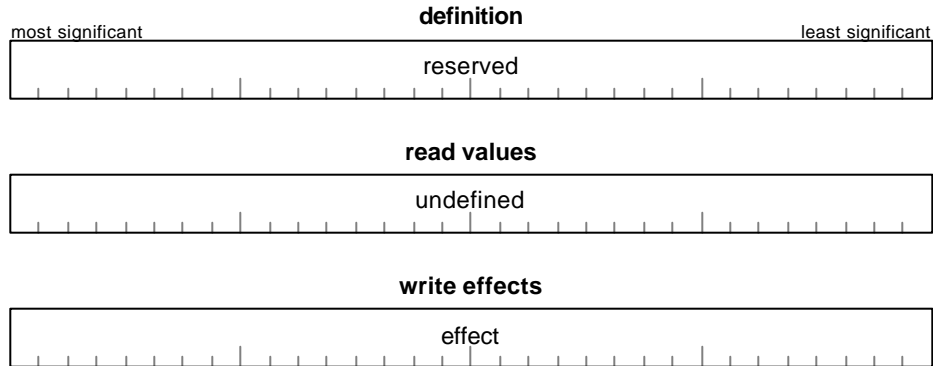 definition
most significant least significant
reserved
read values
undefined
write effects
effect